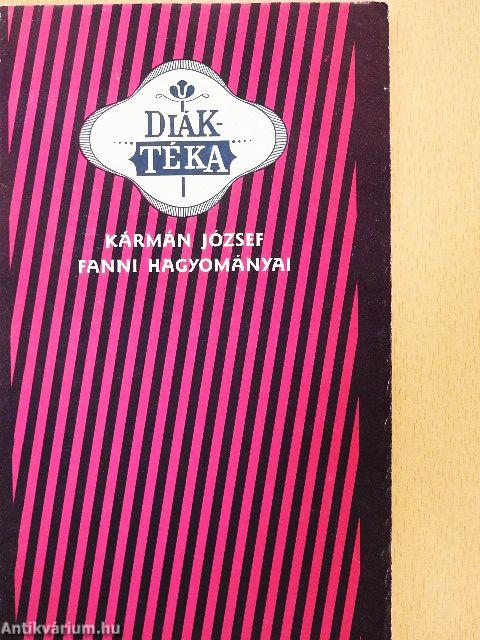 DIÁK-
TÉKA
KÁRMÁN JÓZSEF
FANNI HAGYOMÁNYAI
Antikvárium.hu